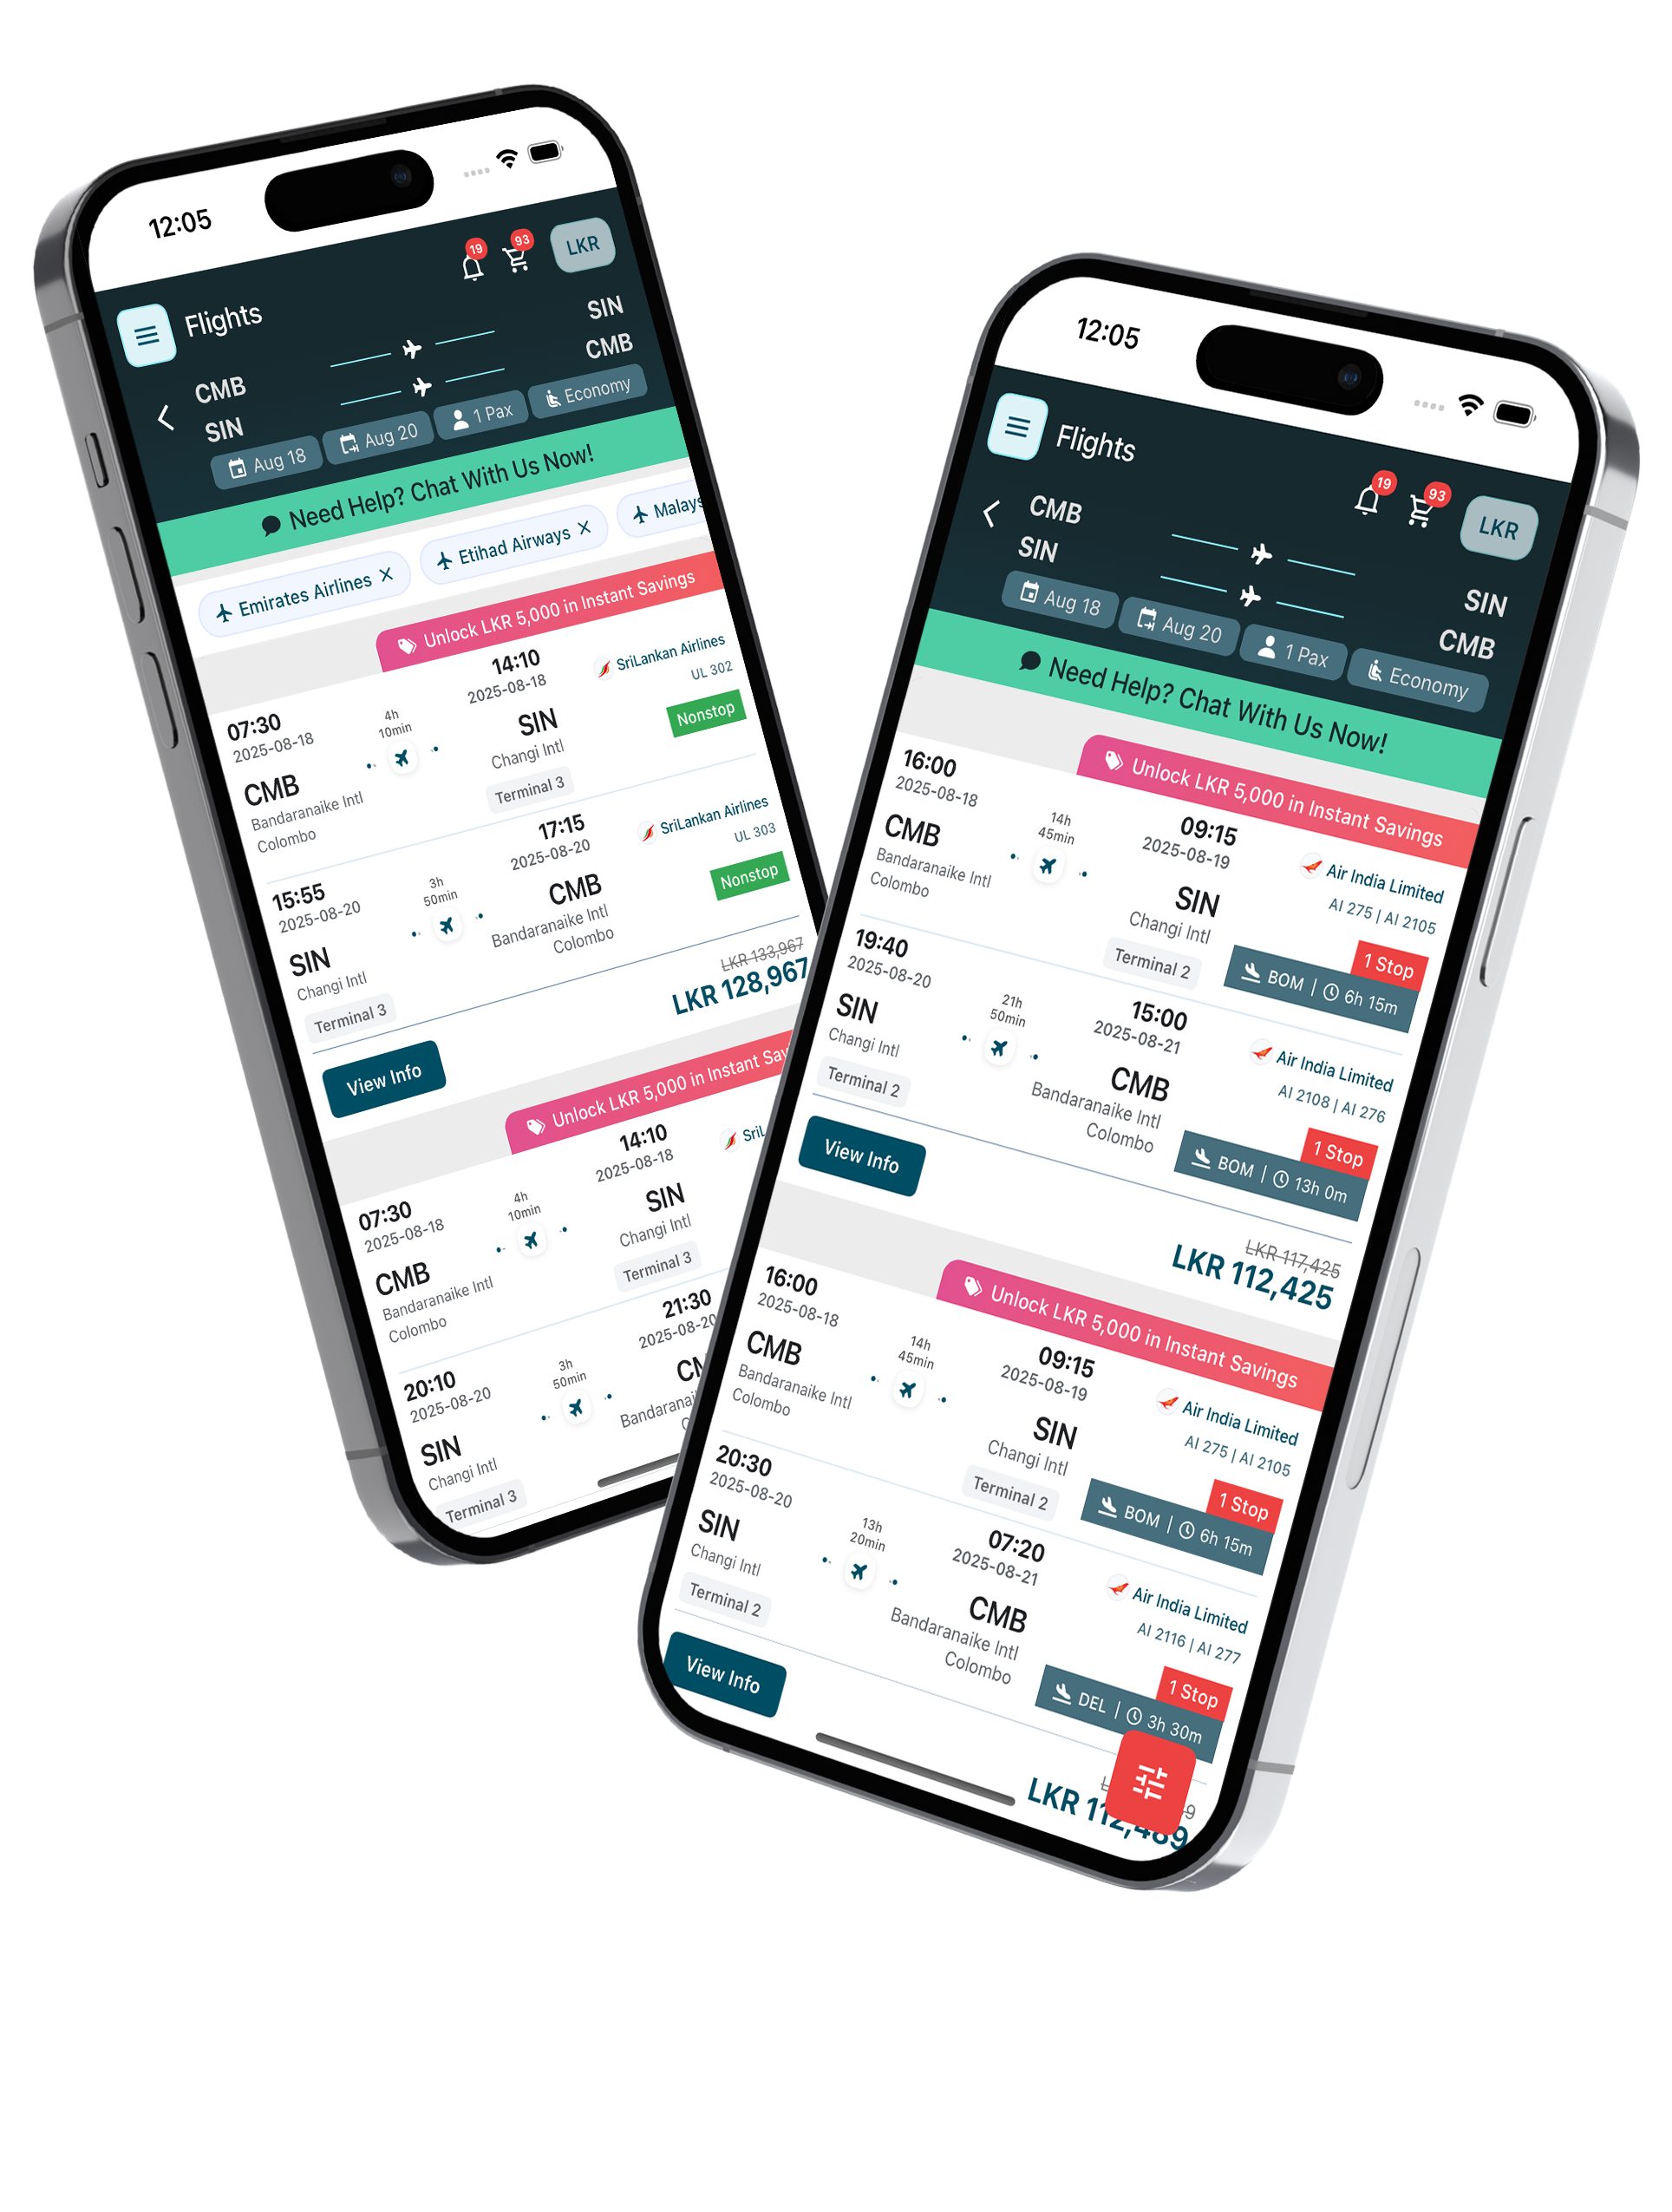 12:05
19
93
LKR
Flights
CMB
SIN
SIN
CMB
Aug 18
Aug 20
1 Pax
Economy
Need Help? Chat With Us Now!
Emirates Airlines
Etihad Airways
Unlock LKR 5,000 in Instant Savings
07:30
2025-08-18
CMB
Bandaranaike Intl
Colombo
4h
10min
14:10
2025-08-18
SIN
Changi Intl
Terminal 3
SriLankan Airlines
UL 302
Nonstop
15:55
2025-08-20
SIN
Changi Intl
Terminal 3
3h
50min
17:15
2025-08-20
CMB
Bandaranaike Intl
Colombo
SriLankan Airlines
UL 303
Nonstop
LKR 133,967
LKR 128,967
View Info
Unlock LKR 5,000 in Instant
07:30
2025-08-18
CMB
Bandaranaike Intl
Colombo
4h
10min
14:10
2025-08-18
SIN
Changi Intl
Terminal 3
20:10
2025-08-20
SIN
Changi Intl
Terminal 3
3h
50min
21:30
2025-08-20
12:05
19
93
LKR
Flights
CMB
SIN
SIN
CMB
Aug 18
Aug 20
1 Pax
Economy
Need Help? Chat With Us Now!
Unlock LKR 5,000 in Instant Savings
16:00
2025-08-18
CMB
Bandaranaike Intl
Colombo
14h
45min
09:15
2025-08-19
SIN
Changi Intl
Terminal 2
Air India Limited
AI 275 | AI 2105
1 Stop
BOM | 6h 15m
19:40
2025-08-20
SIN
Changi Intl
Terminal 2
21h
50min
15:00
2025-08-21
CMB
Bandaranaike Intl
Colombo
Air India Limited
AI 2108 | AI 276
1 Stop
BOM | 13h 0m
View Info
LKR 117,425
LKR 112,425
Unlock LKR 5,000 in Instant Savings
16:00
2025-08-18
CMB
Bandaranaike Intl
Colombo
14h
45min
09:15
2025-08-19
SIN
Changi Intl
Terminal 2
Air India Limited
AI 275 | AI 2105
1 Stop
BOM | 6h 15m
20:30
2025-08-20
SIN
Changi Intl
Terminal 2
13h
20min
07:20
2025-08-21
CMB
Bandaranaike Intl
Colombo
Air India Limited
AI 2116 | AI 277
1 Stop
DEL | 3h 30m
View Info
LKR